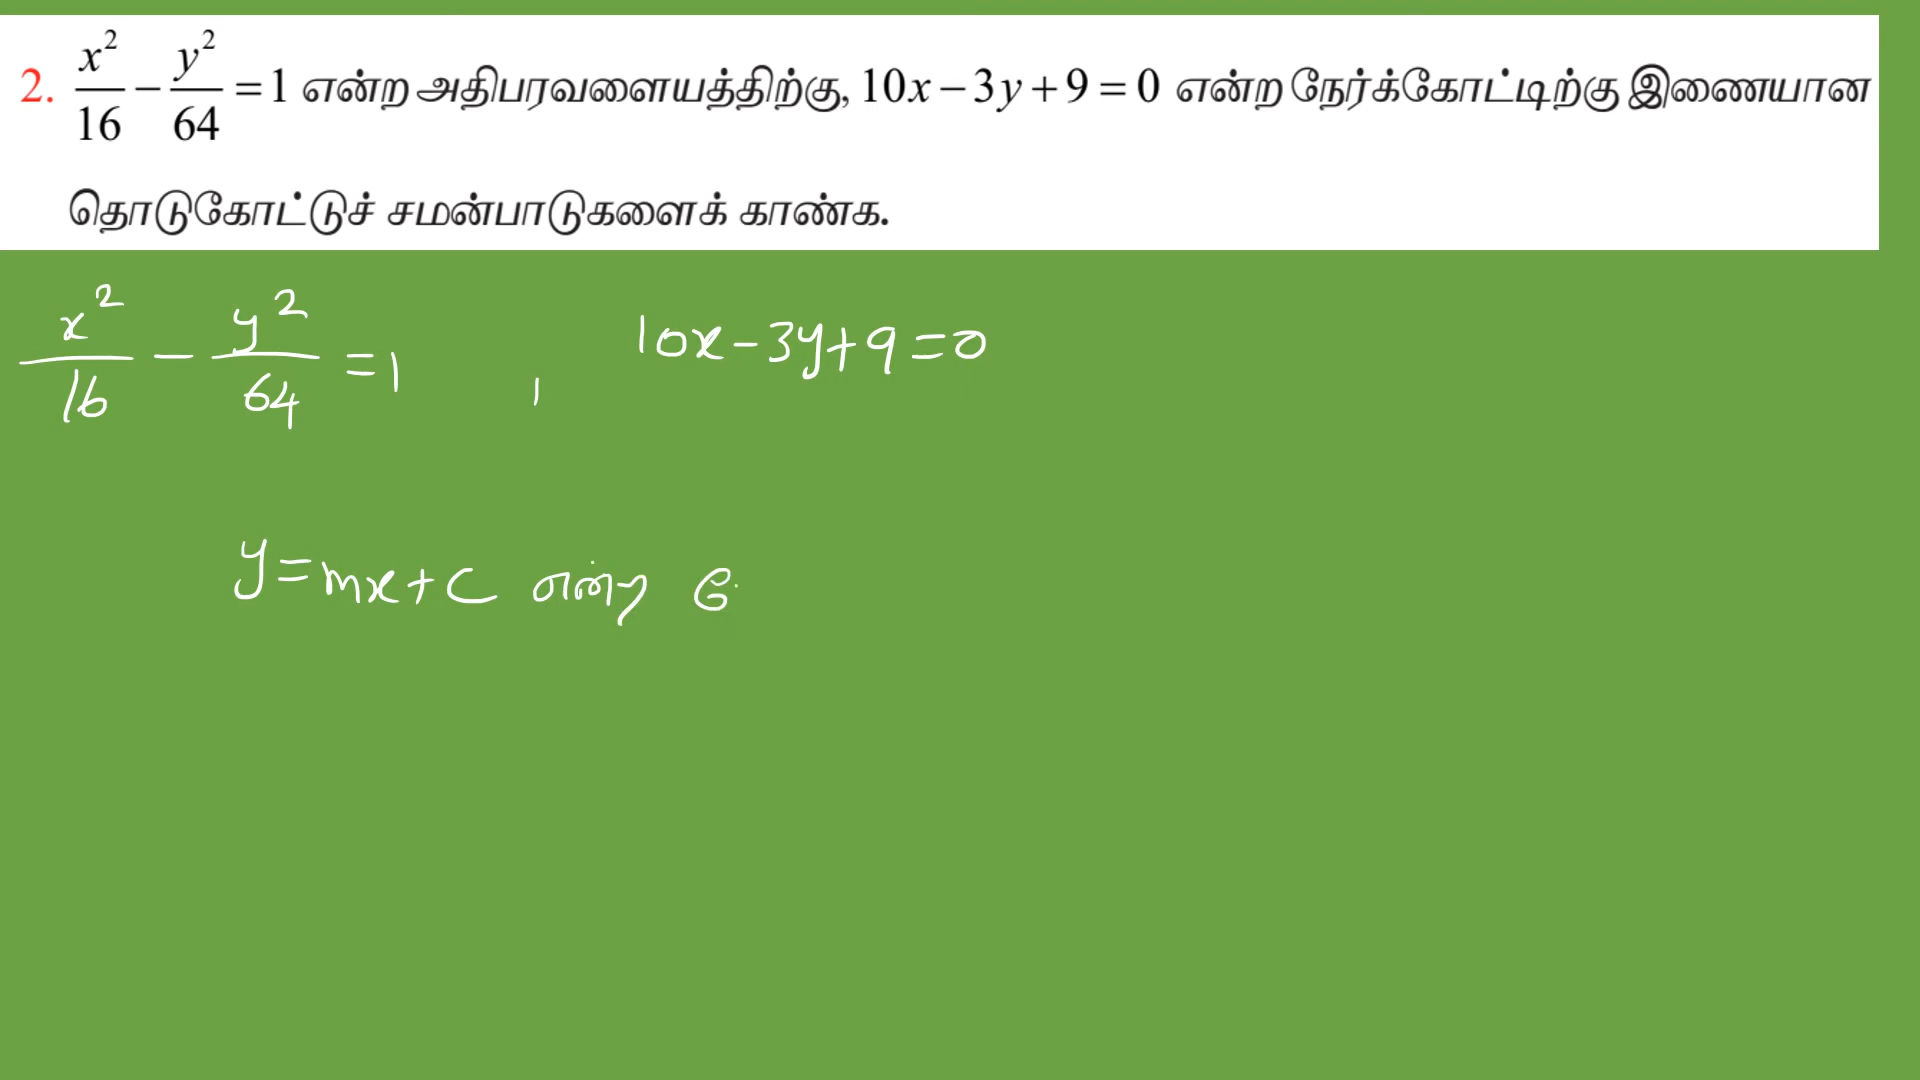 2. x²/16 − y²/64 = 1 என்ற அதிபரவளையத்திற்கு, 10x − 3y + 9 = 0 என்ற நேர்க்கோட்டிற்கு இணையான
தொடுகோட்டுச் சமன்பாடுகளைக் காண்க.
x²/16 − y²/64 = 1 , 10x − 3y + 9 = 0
y = mx + c என்ற